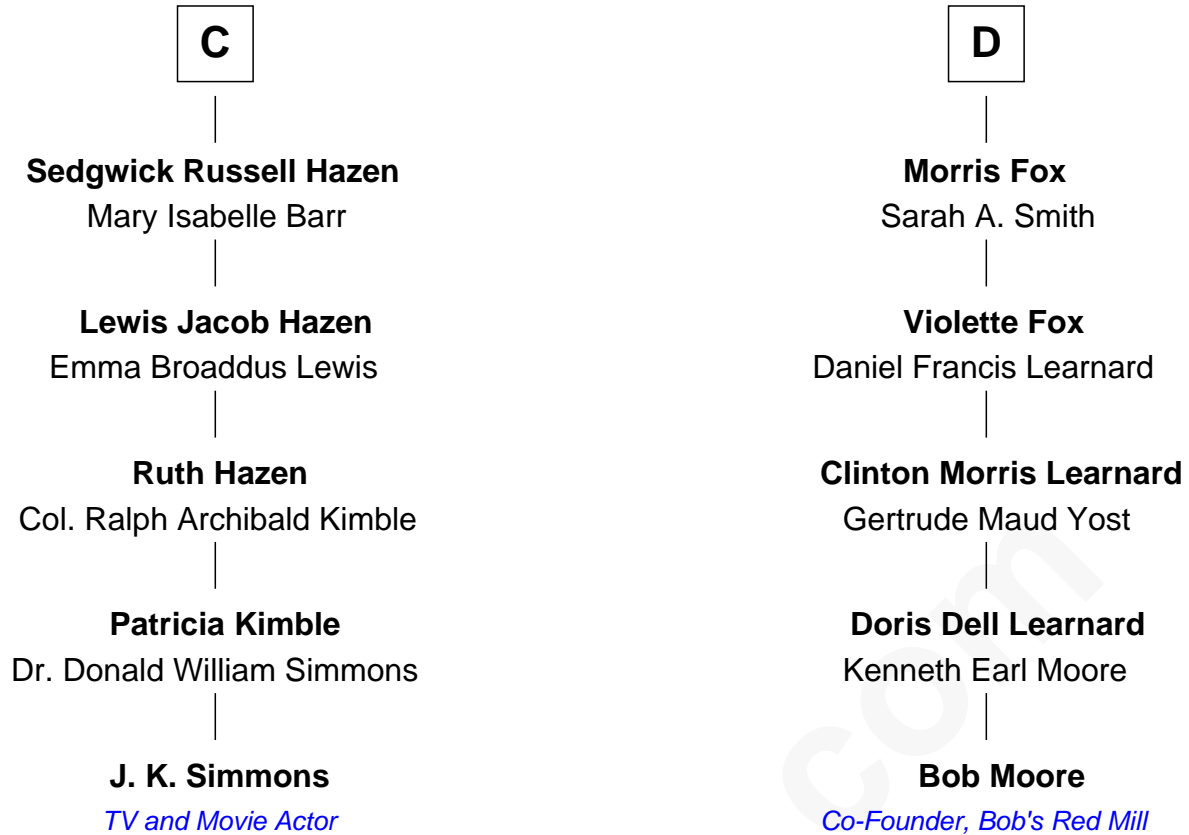 C
Sedgwick Russell Hazen
Mary Isabelle Barr
Lewis Jacob Hazen
Emma Broaddus Lewis
Ruth Hazen
Col. Ralph Archibald Kimble
Patricia Kimble
Dr. Donald William Simmons
J. K. Simmons
TV and Movie Actor
D
Morris Fox
Sarah A. Smith
Violette Fox
Daniel Francis Learnard
Clinton Morris Learnard
Gertrude Maud Yost
Doris Dell Learnard
Kenneth Earl Moore
Bob Moore
Co-Founder, Bob's Red Mill
com